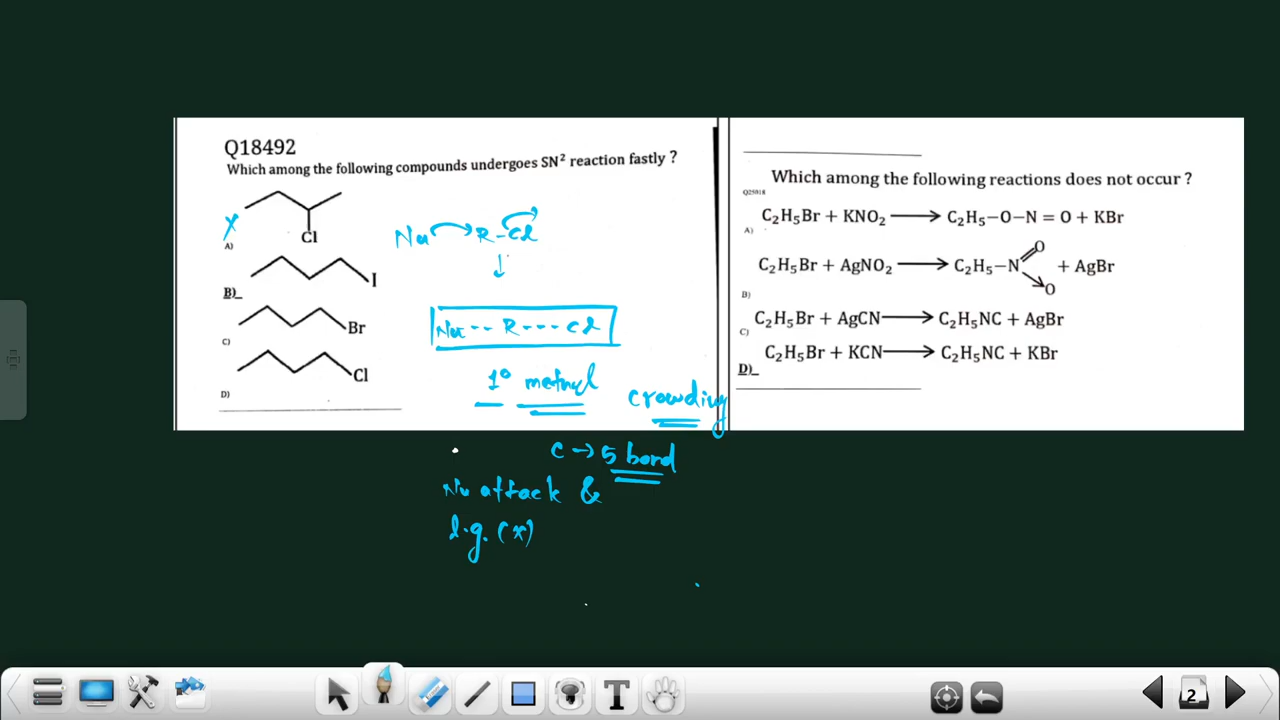 Q18492
Which among the following compounds undergoes SN² reaction fastly ?
X
A)
Cl
B)_
I
C)
Br
D)
Cl
Nu R-Cl
Nu --- R --- Cl
1° methyl
crowding
C → 5 bond
Nu attack &
l.g. (x)
Which among the following reactions does not occur ?
Q25018
A)
C₂H₅Br + KNO₂ ⟶ C₂H₅−O−N = O + KBr
B)
C₂H₅Br + AgNO₂ ⟶ C₂H₅−N O O + AgBr
C)
C₂H₅Br + AgCN ⟶ C₂H₅NC + AgBr
D)_
C₂H₅Br + KCN ⟶ C₂H₅NC + KBr
T
2